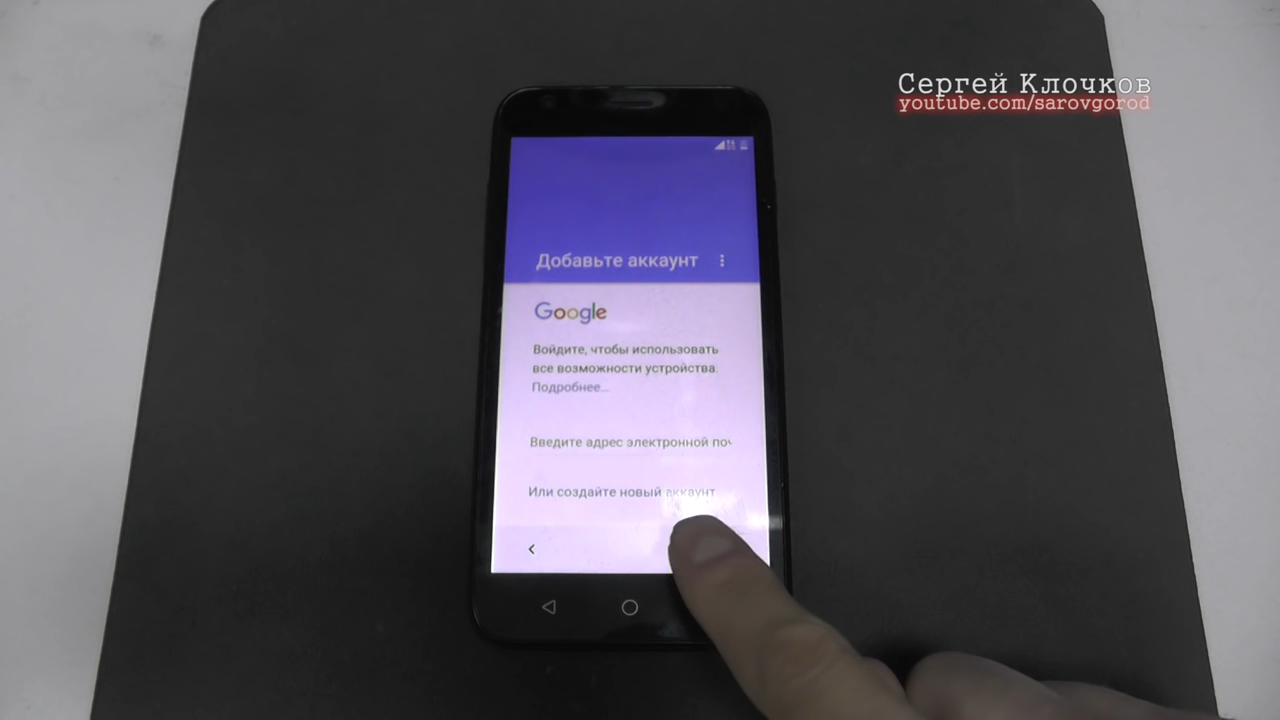 Сергей Клочков
youtube.com/sarovgorod
Добавьте аккаунт
Google
Войдите, чтобы использовать
все возможности устройства.
Подробнее...
Введите адрес электронной поч
Или создайте новый аккаунт